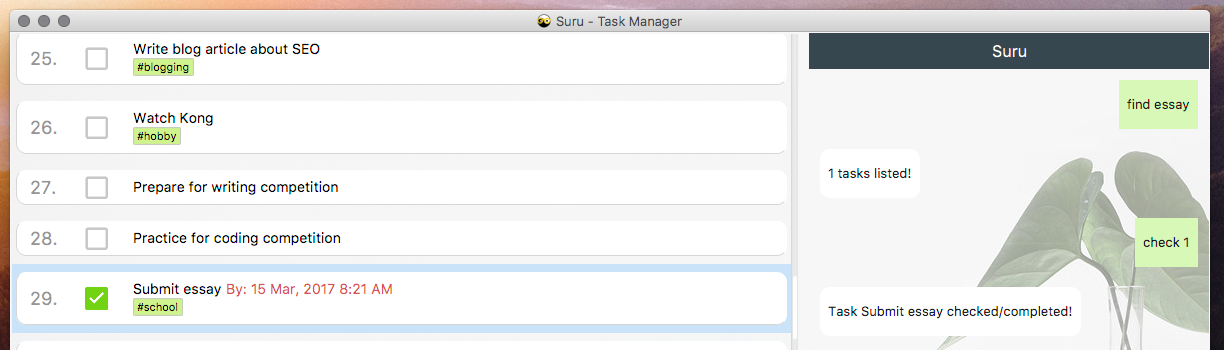 Suru - Task Manager
25.
Write blog article about SEO
#blogging
26.
Watch Kong
#hobby
27.
Prepare for writing competition
28.
Practice for coding competition
29.
Submit essay By: 15 Mar, 2017 8:21 AM
#school
Suru
find essay
1 tasks listed!
check 1
Task Submit essay checked/completed!